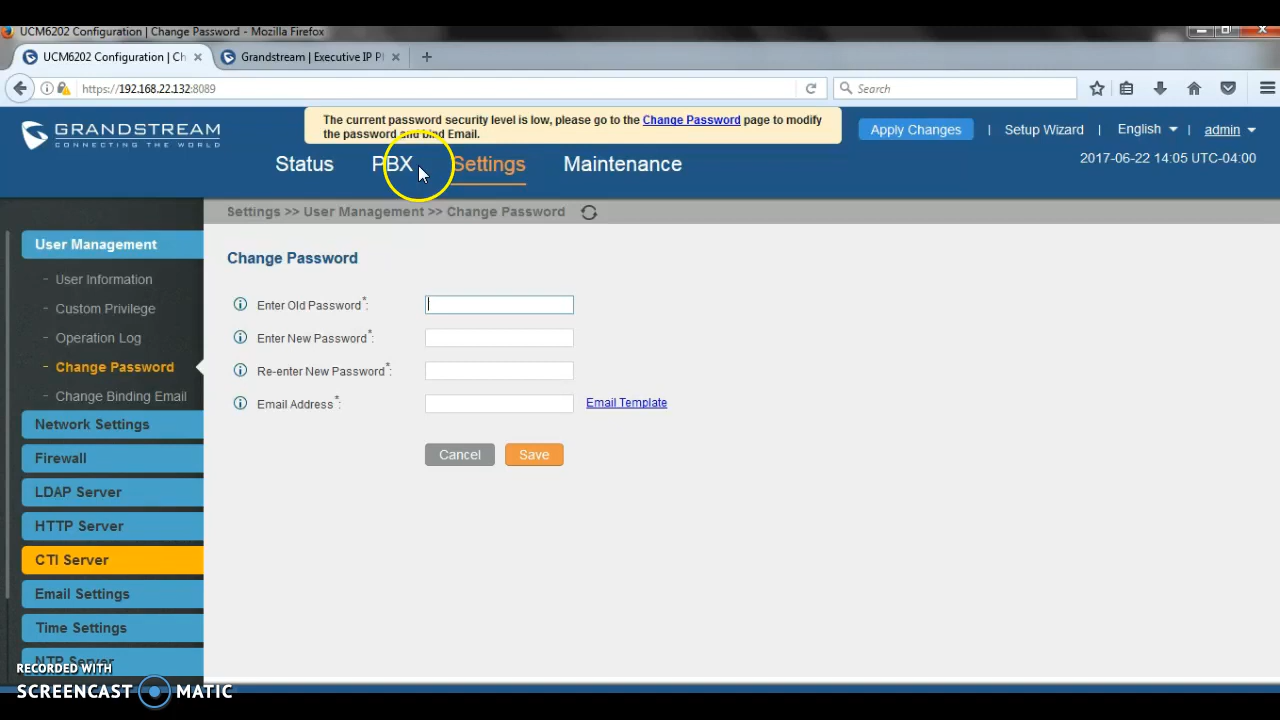 UCM6202 Configuration | Change Password - Mozilla Firefox
UCM6202 Configuration | Ch
Grandstream | Executive IP P
https://192.168.22.132:8089
Search
GRANDSTREAM
CONNECTING THE WORLD
The current password security level is low, please go to the Change Password page to modify
the password and bind Email.
Apply Changes | Setup Wizard | English | admin
2017-06-22 14:05 UTC-04:00
Status PBX Settings Maintenance
Settings >> User Management >> Change Password
User Management
- User Information
- Custom Privilege
- Operation Log
- Change Password
- Change Binding Email
Network Settings
Firewall
LDAP Server
HTTP Server
CTI Server
Email Settings
Time Settings
NTP Server
Change Password
Enter Old Password*:
Enter New Password*:
Re-enter New Password*:
Email Address*:
Email Template
Cancel Save
RECORDED WITH
SCREENCAST MATIC